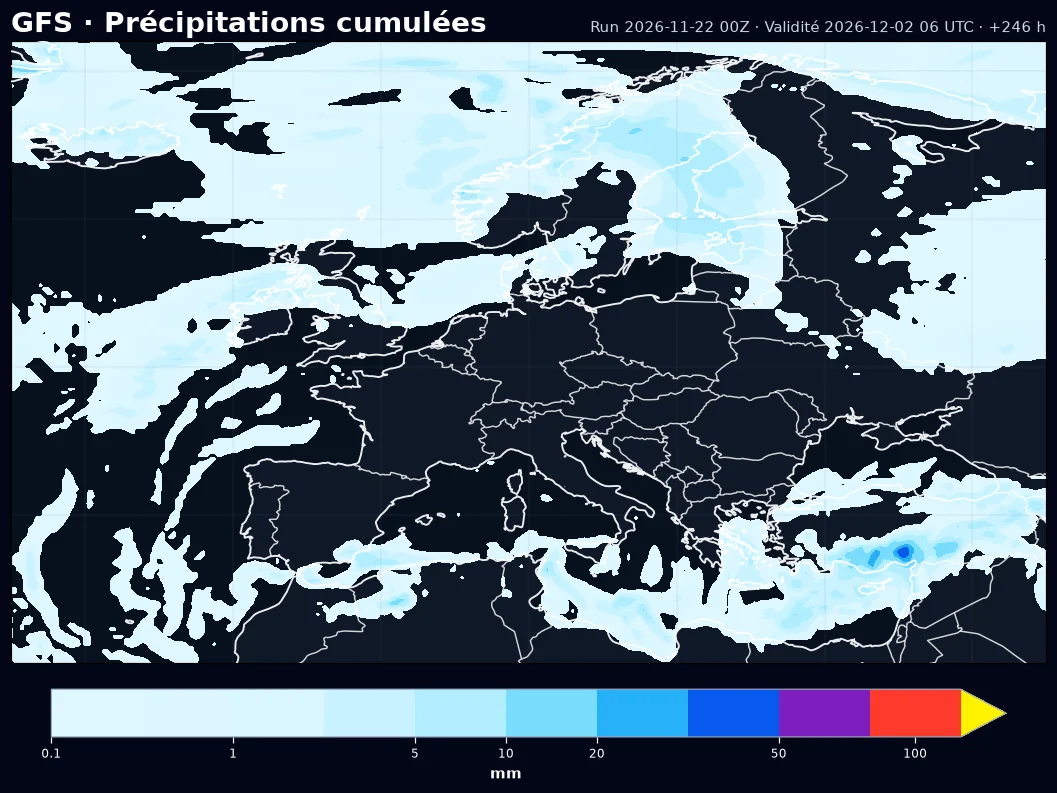 GFS · Précipitations cumulées
Run 2026-11-22 00Z · Validité 2026-12-02 06 UTC · +246 h
0.1 1 5 10 20 50 100
mm